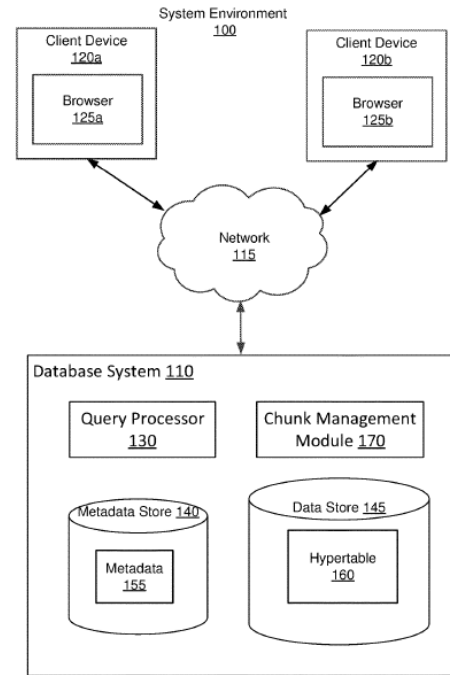 System Environment
100
Client Device
120a
Browser
125a
Client Device
120b
Browser
125b
Network
115
Database System 110
Query Processor
130
Chunk Management
Module 170
Metadata Store 140
Metadata
155
Data Store 145
Hypertable
160